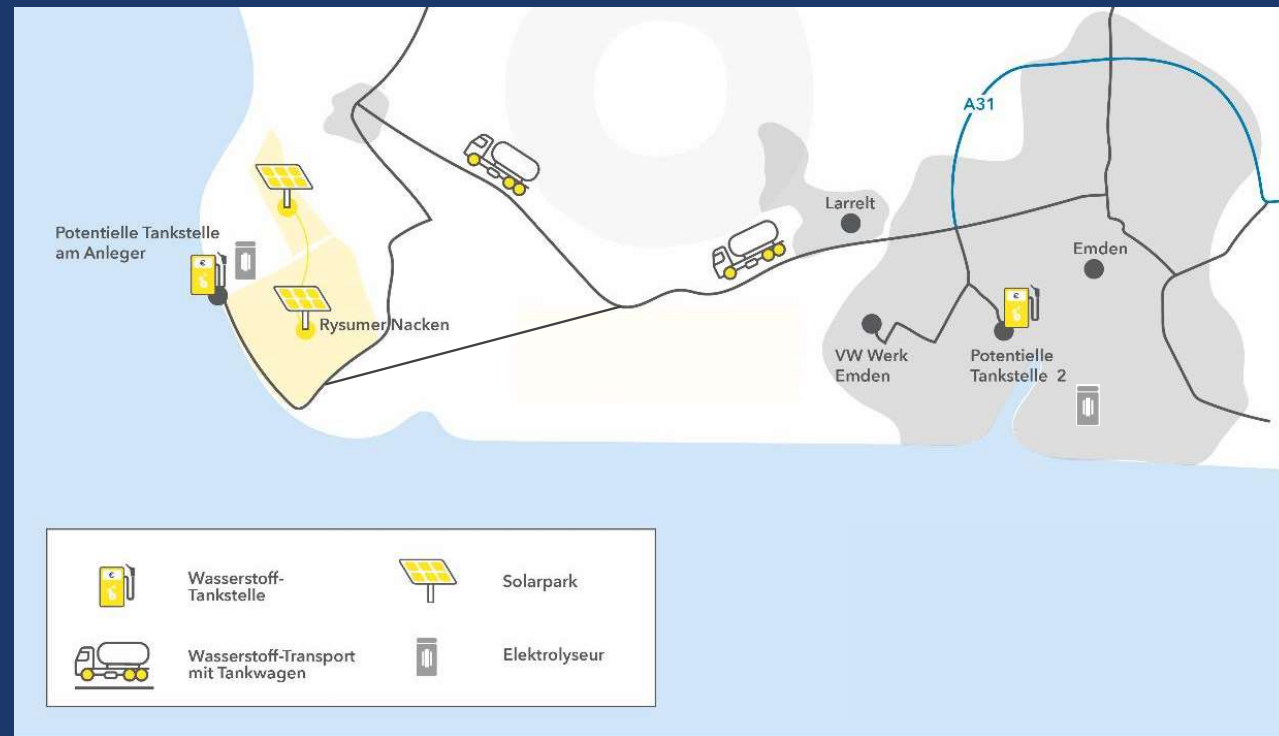 A31
Larrelt
Potentielle Tankstelle
am Anleger
Emden
Rysumer Nacken
VW Werk
Emden
Potentielle
Tankstelle 2
€
€
Wasserstoff-
Tankstelle
€
Solarpark
Wasserstoff-Transport
mit Tankwagen
Elektrolyseur